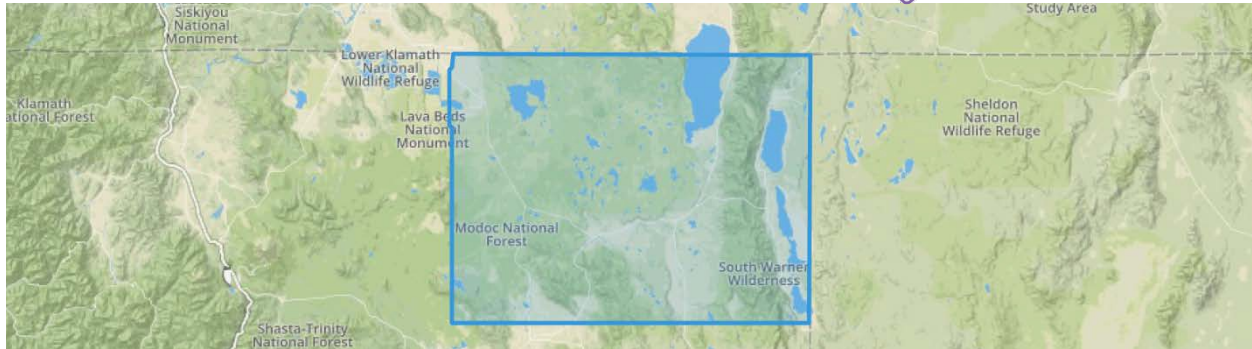 Siskiyou
National
Monument
Study Area
Lower Klamath
National
Wildlife Refuge
Klamath
ational Forest
Lava Beds
National
Monument
Sheldon
National
Wildlife Refuge
Modoc National
Forest
South Warner
Wilderness
Shasta-Trinity
National Forest